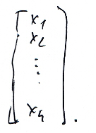 x₁
x₂
⋮
x₄
.